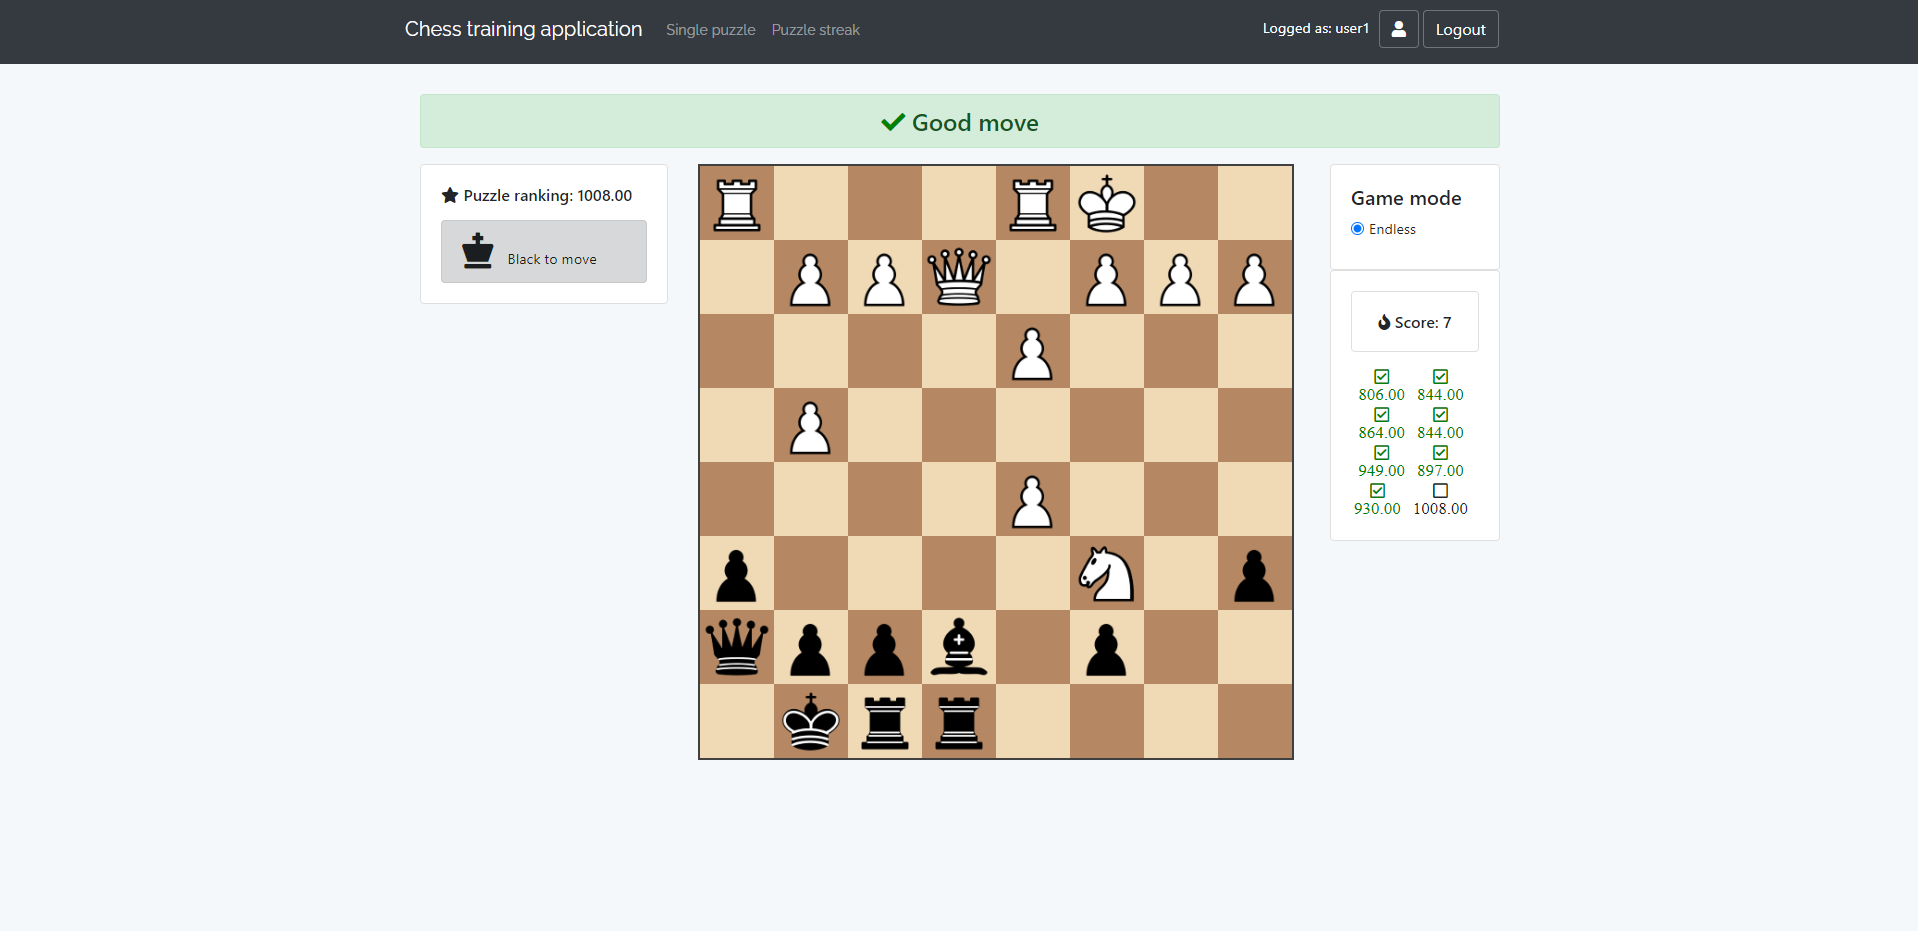 Chess training application Single puzzle Puzzle streak Logged as: user1 Logout
Good move
Puzzle ranking: 1008.00
Black to move
Game mode
Endless
Score: 7
806.00 844.00
864.00 844.00
949.00 897.00
930.00 1008.00